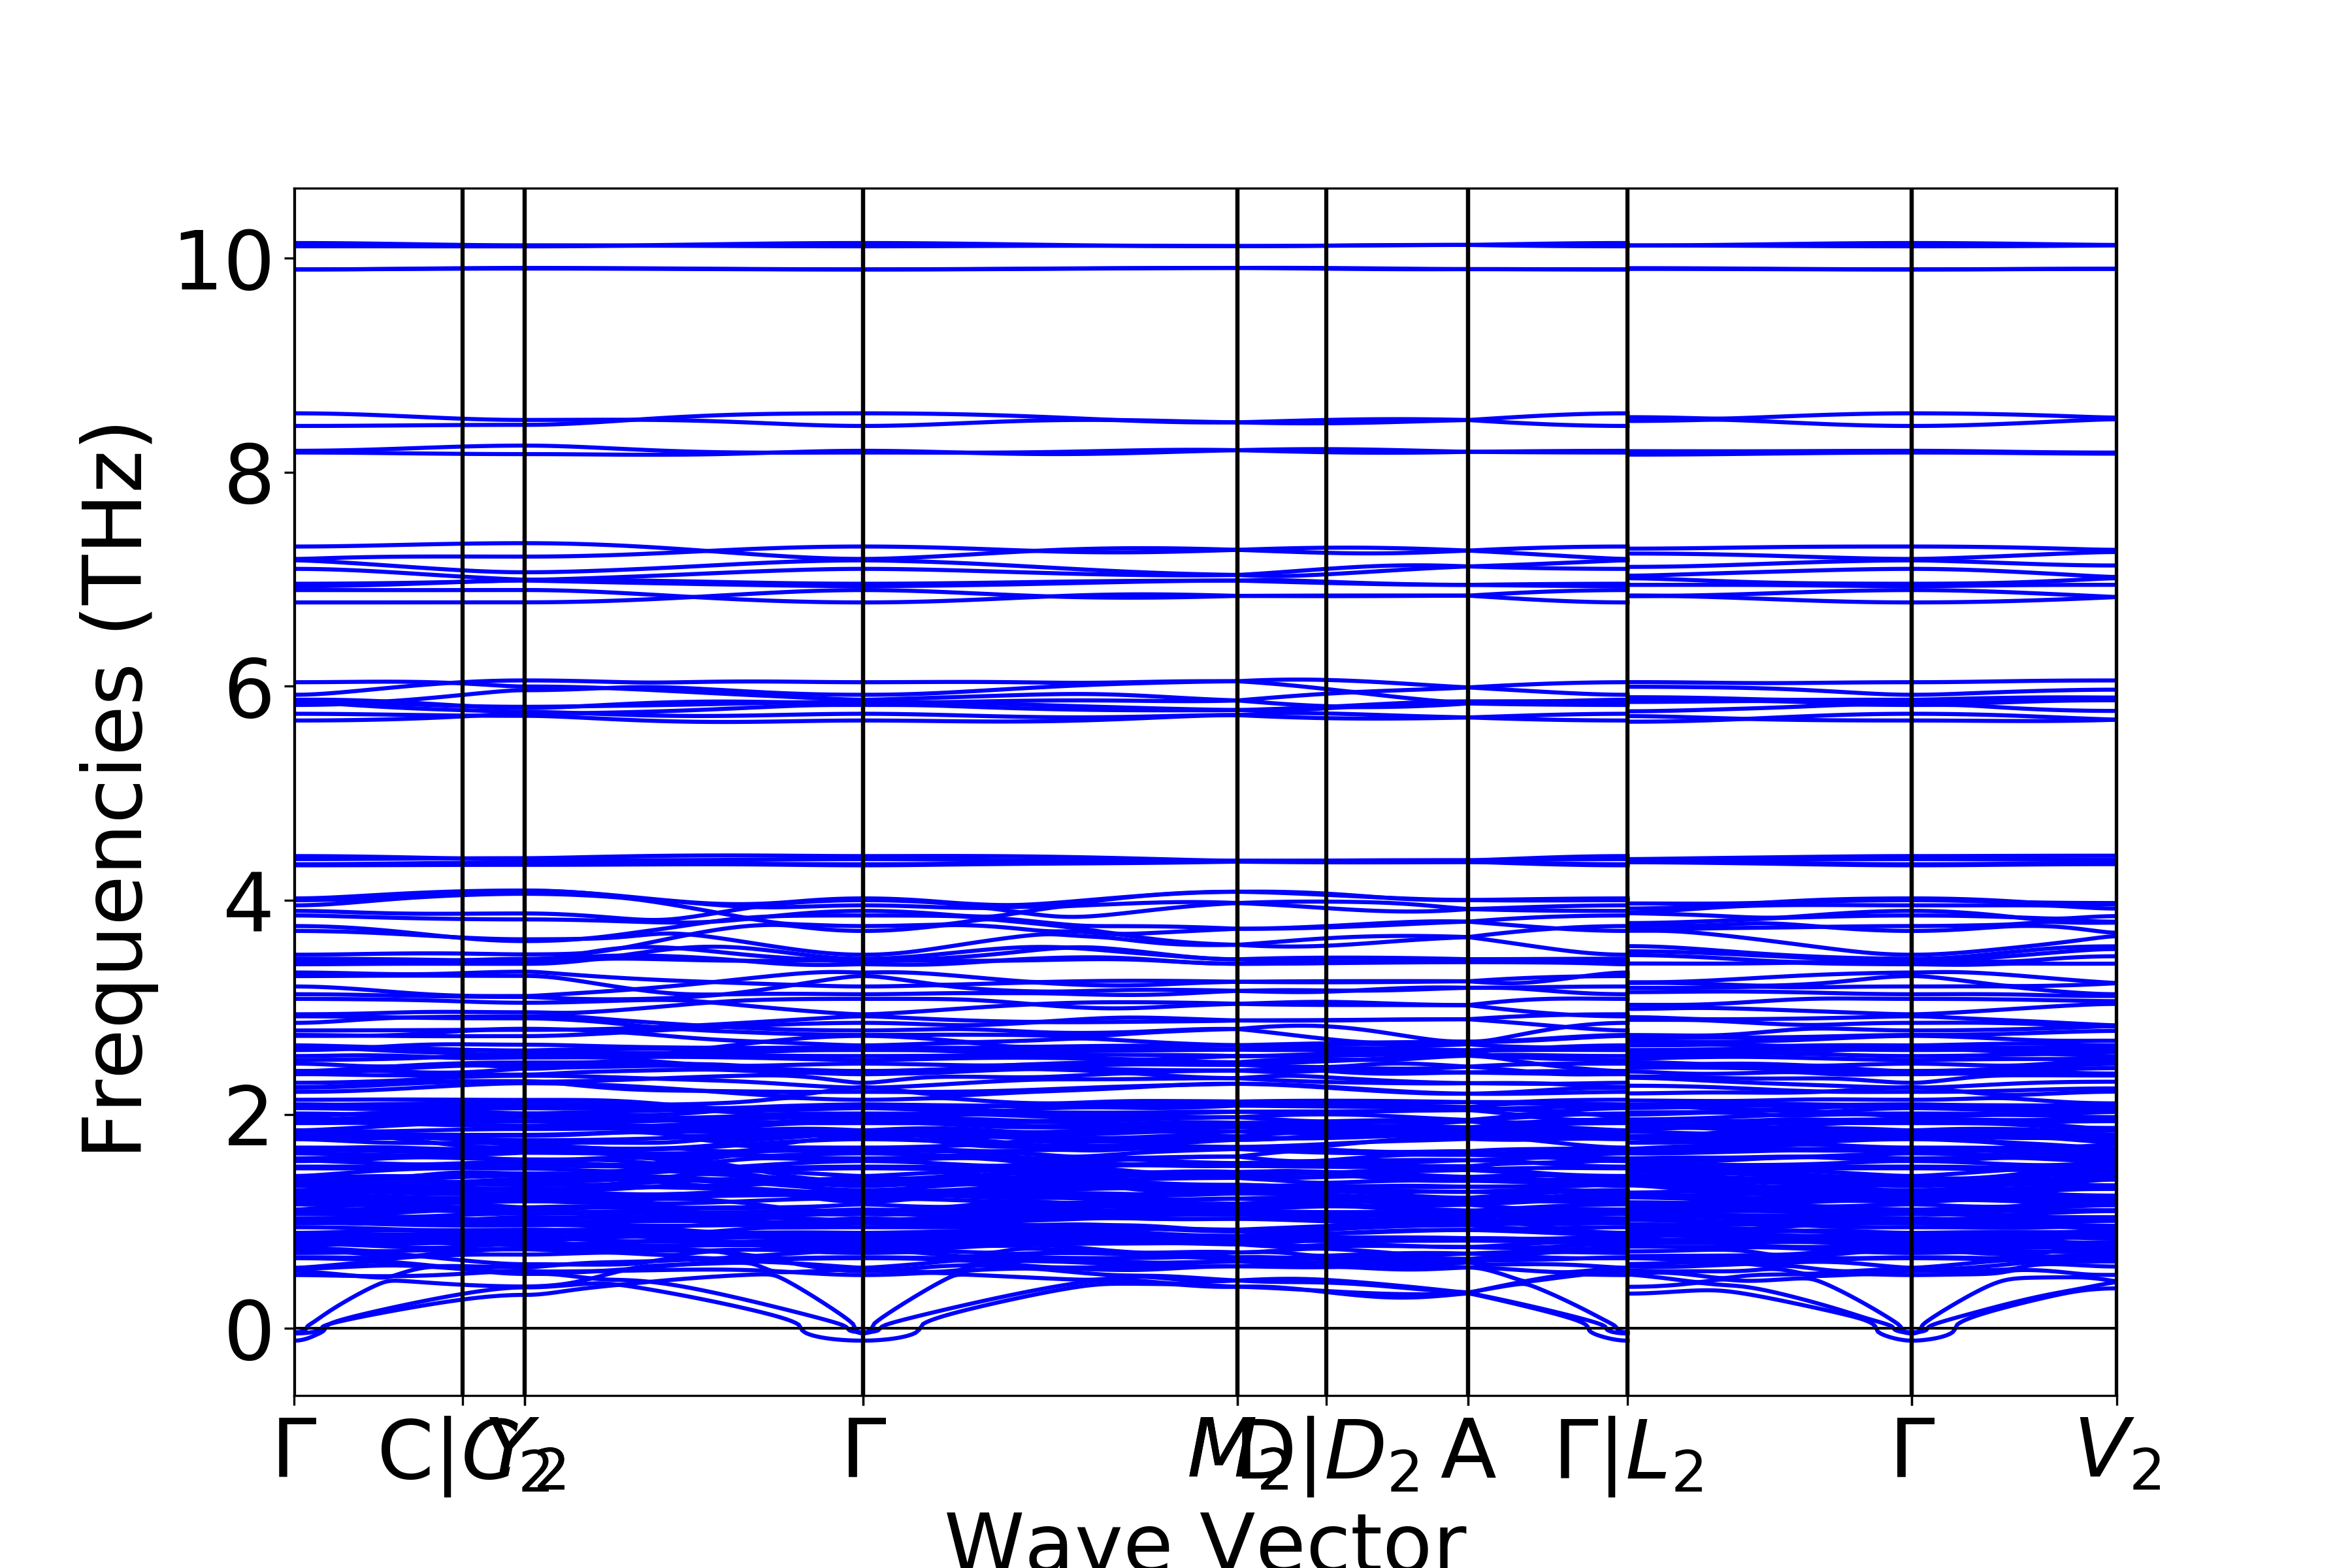 Frequencies (THz)
10
8
6
4
2
0
Γ C|C₂ Y₂ Γ M₂ D|D₂ A Γ|L₂ Γ V₂
Wave Vector